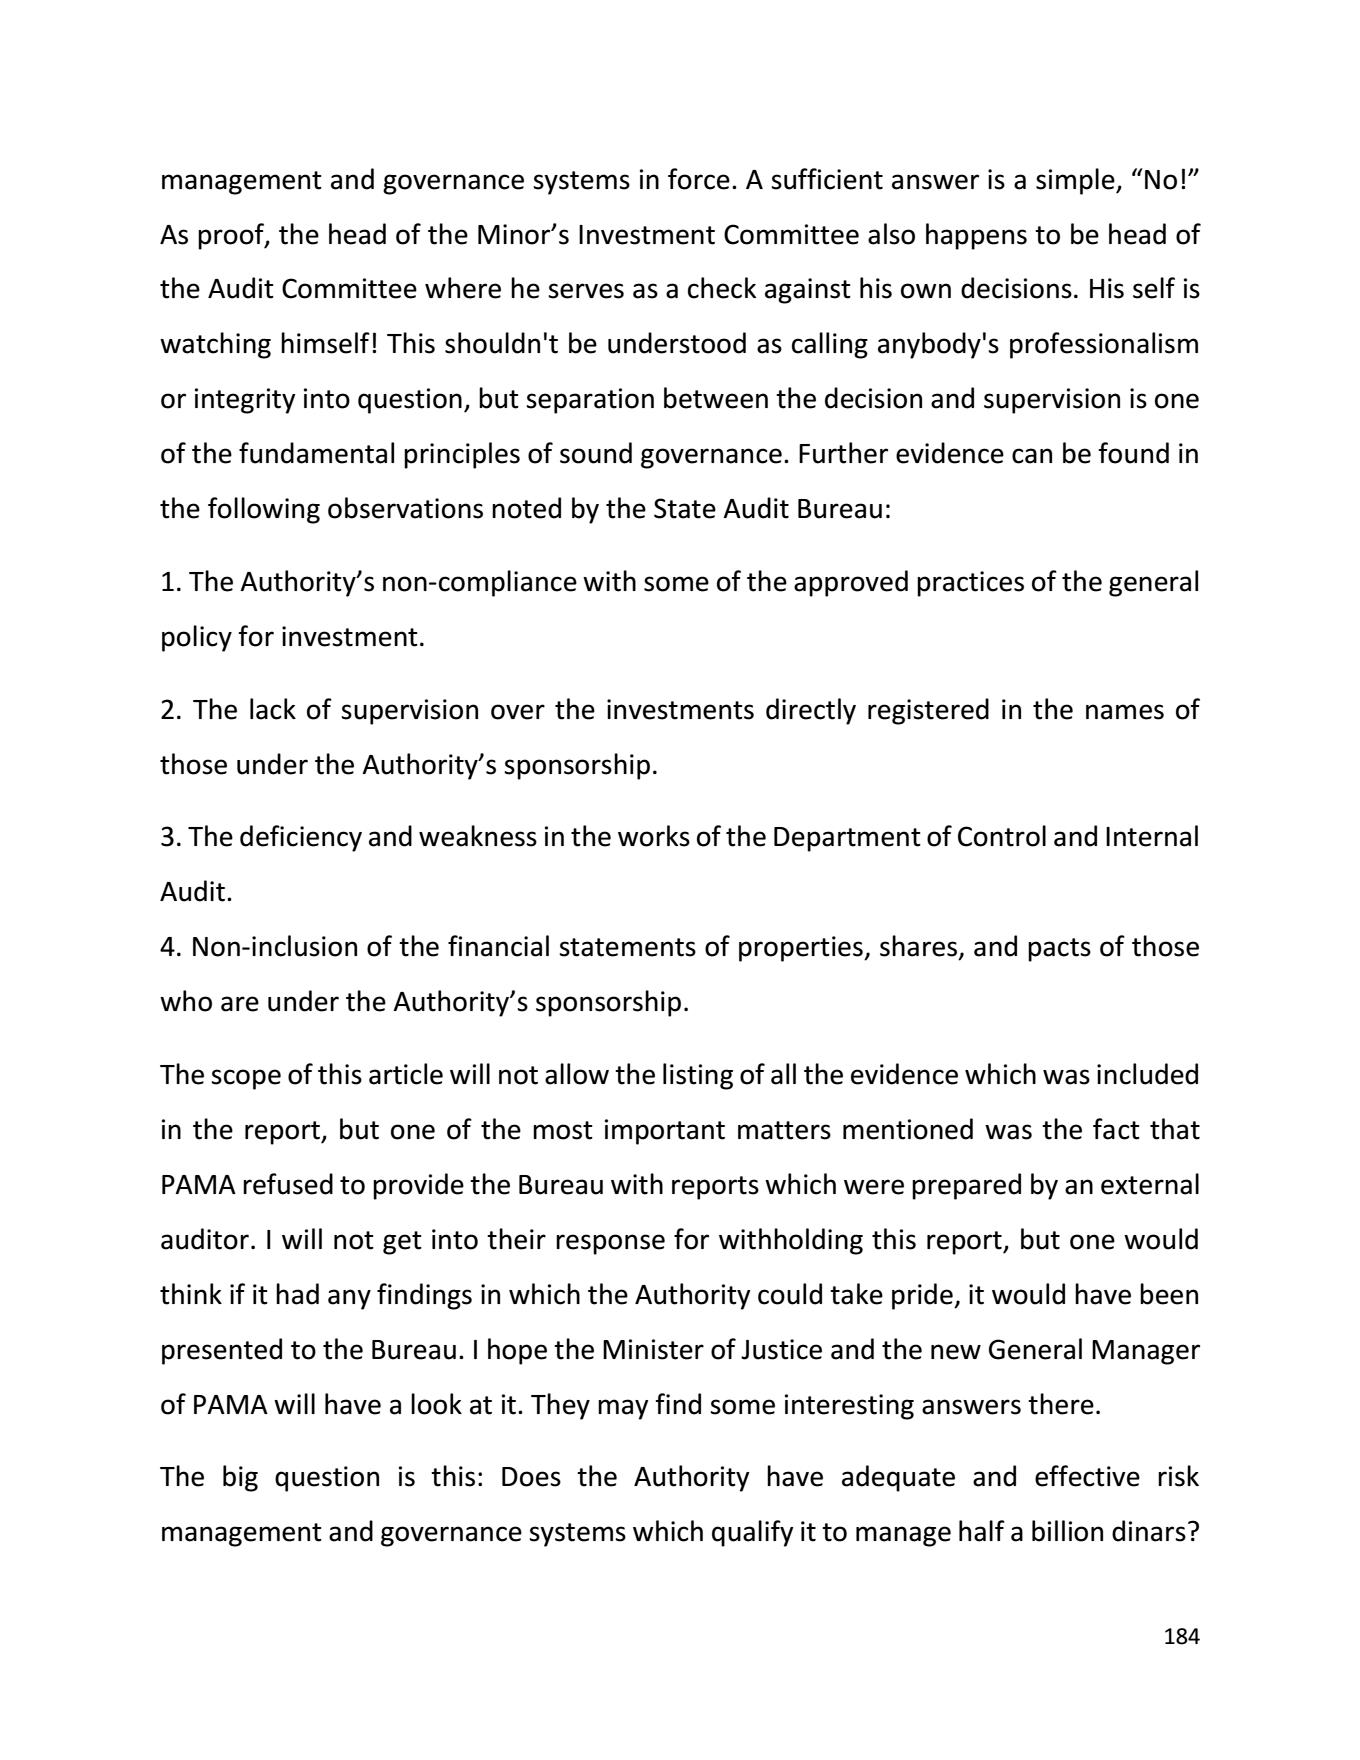 management and governance systems in force. A sufficient answer is a simple, “No!”
As proof, the head of the Minor’s Investment Committee also happens to be head of
the Audit Committee where he serves as a check against his own decisions. His self is
watching himself! This shouldn't be understood as calling anybody's professionalism
or integrity into question, but separation between the decision and supervision is one
of the fundamental principles of sound governance. Further evidence can be found in
the following observations noted by the State Audit Bureau:
1. The Authority’s non-compliance with some of the approved practices of the general
policy for investment.
2. The lack of supervision over the investments directly registered in the names of
those under the Authority’s sponsorship.
3. The deficiency and weakness in the works of the Department of Control and Internal
Audit.
4. Non-inclusion of the financial statements of properties, shares, and pacts of those
who are under the Authority’s sponsorship.
The scope of this article will not allow the listing of all the evidence which was included
in the report, but one of the most important matters mentioned was the fact that
PAMA refused to provide the Bureau with reports which were prepared by an external
auditor. I will not get into their response for withholding this report, but one would
think if it had any findings in which the Authority could take pride, it would have been
presented to the Bureau. I hope the Minister of Justice and the new General Manager
of PAMA will have a look at it. They may find some interesting answers there.
The big question is this: Does the Authority have adequate and effective risk
management and governance systems which qualify it to manage half a billion dinars?
184